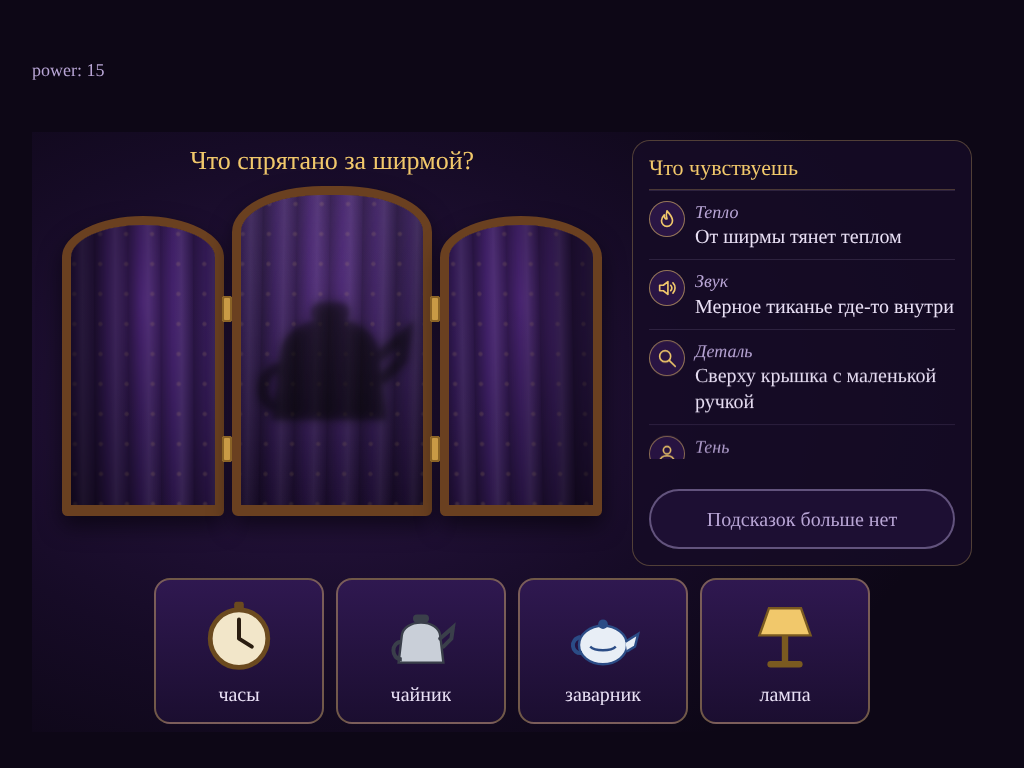 power: 15
Что спрятано за ширмой?
Что чувствуешь
Тепло
От ширмы тянет теплом
Звук
Мерное тиканье где-то внутри
Деталь
Сверху крышка с маленькой
ручкой
Тень
Подсказок больше нет
часы
чайник
заварник
лампа